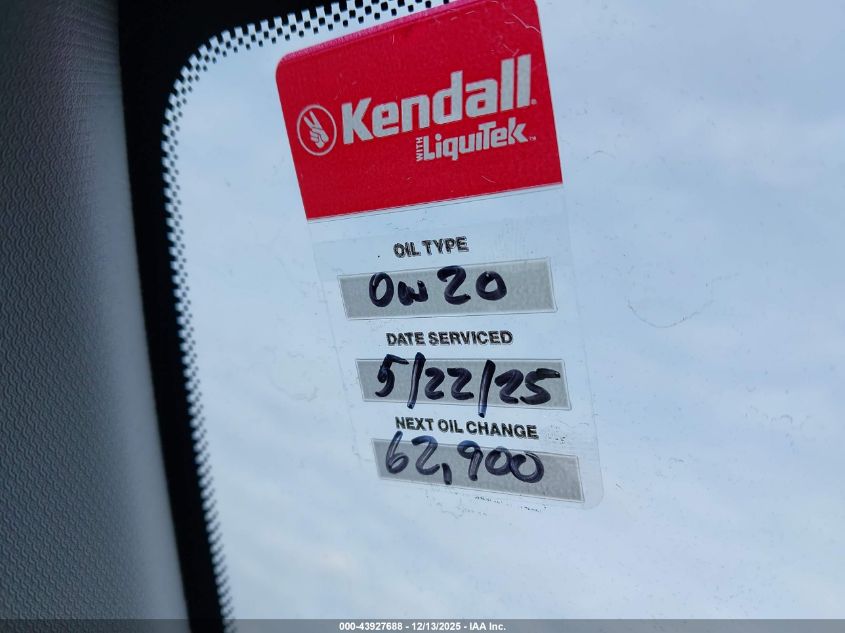 Kendall®
WITH LiquiTek™
OIL TYPE
0w20
DATE SERVICED
5/22/25
NEXT OIL CHANGE
62,900
000-43927688 - 12/13/2025 - IAA Inc.